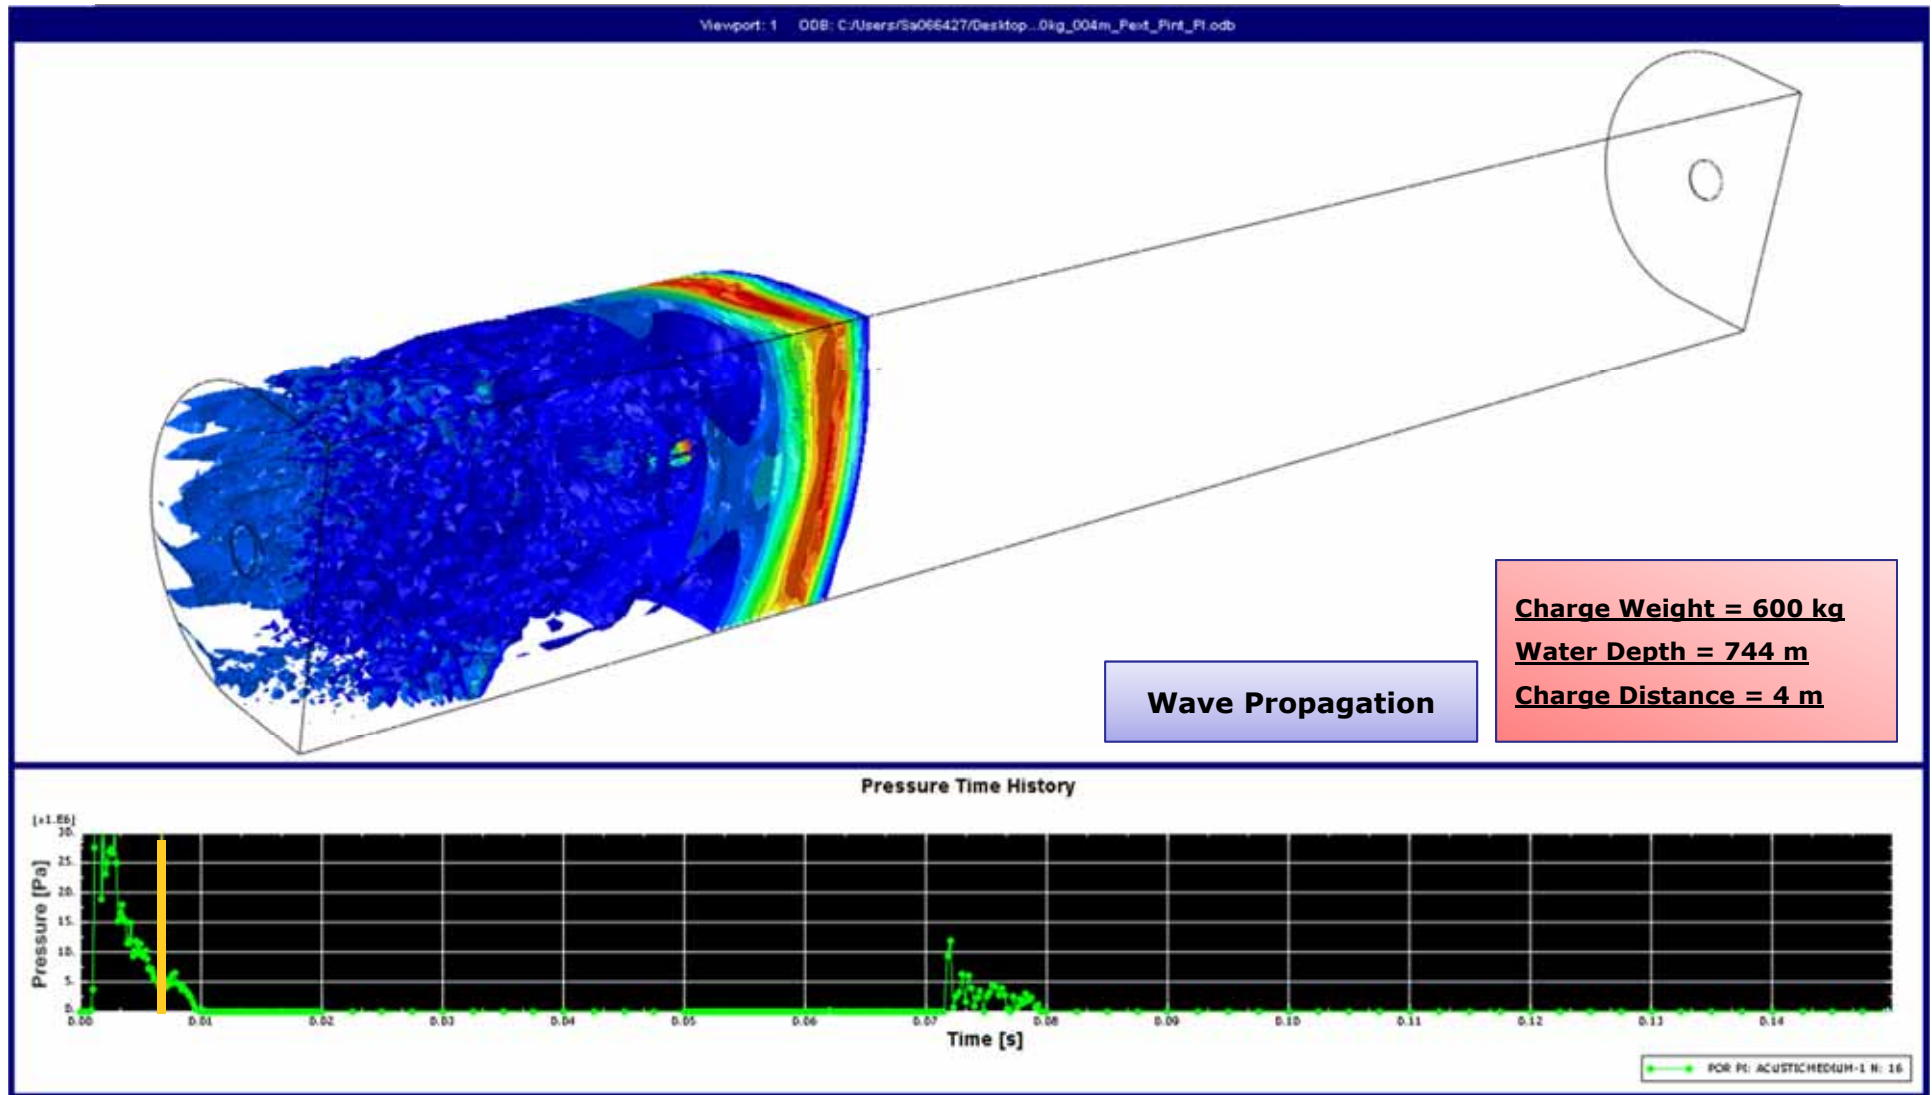 Viewport: 1 ODB: C:/Users/Sa066427/Desktop...0kg_004m_Pext_Pint_PI.odb
Charge Weight = 600 kg
Water Depth = 744 m
Charge Distance = 4 m
Wave Propagation
Pressure Time History
[x1.E6]
30.
25.
20.
15.
10.
5.
0.
Pressure [Pa]
0.00 0.01 0.02 0.03 0.04 0.05 0.06 0.07 0.08 0.09 0.10 0.11 0.12 0.13 0.14
Time [s]
POR PI: ACUSTICMEDIUM-1 N: 16